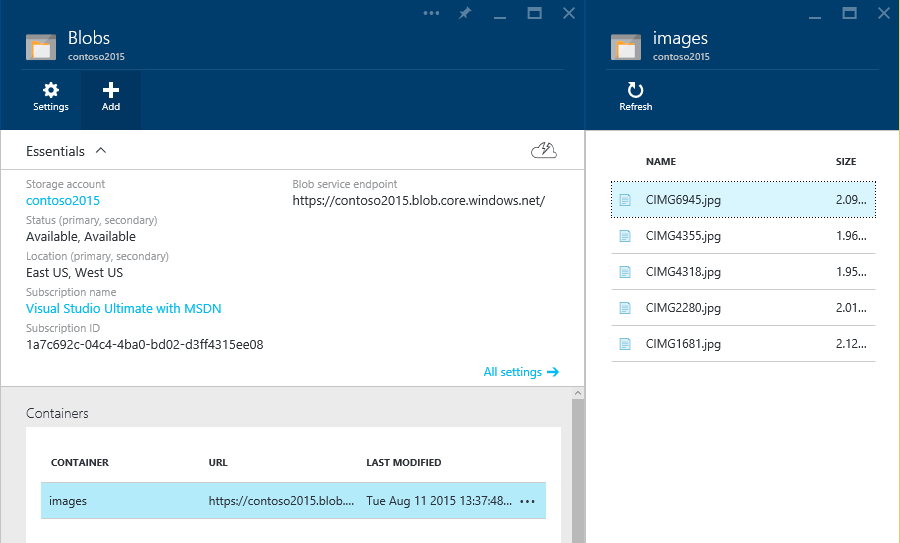 Blobs
contoso2015
Settings
Add
Essentials
Storage account
contoso2015
Blob service endpoint
https://contoso2015.blob.core.windows.net/
Status (primary, secondary)
Available, Available
Location (primary, secondary)
East US, West US
Subscription name
Visual Studio Ultimate with MSDN
Subscription ID
1a7c692c-04c4-4ba0-bd02-d3ff4315ee08
All settings
Containers
CONTAINER URL LAST MODIFIED
images https://contoso2015.blob.... Tue Aug 11 2015 13:37:48... ...
images
contoso2015
Refresh
NAME SIZE
CIMG6945.jpg 2.09...
CIMG4355.jpg 1.96...
CIMG4318.jpg 1.95...
CIMG2280.jpg 2.01...
CIMG1681.jpg 2.12...